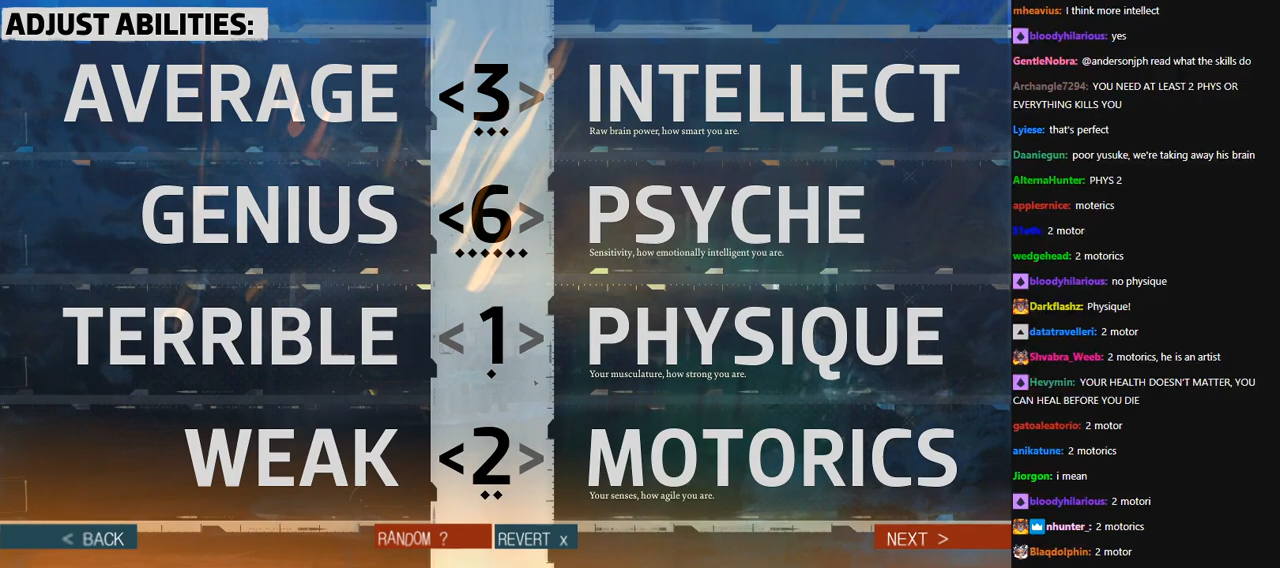 ADJUST ABILITIES:
AVERAGE <3> INTELLECT
Raw brain power, how smart you are.
GENIUS <6> PSYCHE
Sensitivity, how emotionally intelligent you are.
TERRIBLE <1> PHYSIQUE
Your musculature, how strong you are.
WEAK <2> MOTORICS
Your senses, how agile you are.
< BACK RANDOM ? REVERT x NEXT >
mheavius: I think more intellect
bloodyhilarious: yes
GentleNobra: @andersonjph read what the skills do
Archangle7294: YOU NEED AT LEAST 2 PHYS OR
EVERYTHING KILLS YOU
Lyiese: that's perfect
Daaniegun: poor yusuke, we're taking away his brain
AlternaHunter: PHYS 2
applesrnice: moterics
2 motor
wedgehead: 2 motorics
bloodyhilarious: no physique
Darkflashz: Physique!
datatravelleri: 2 motor
Shvabra_Weeb: 2 motorics, he is an artist
Hevymin: YOUR HEALTH DOESN'T MATTER, YOU
CAN HEAL BEFORE YOU DIE
gatoaleatorio: 2 motor
anikatune: 2 motorics
Jiorgon: i mean
bloodyhilarious: 2 motori
nhunter_: 2 motorics
Blaqdolphin: 2 motor